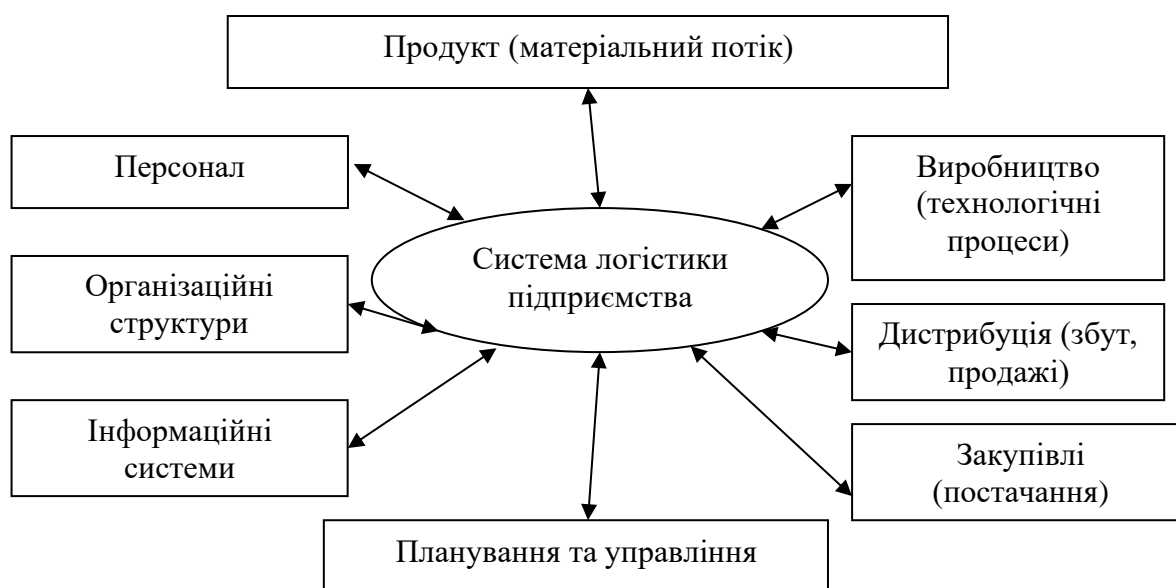 Продукт (матеріальний потік)
Персонал
Виробництво
(технологічні
процеси)
Система логістики
підприємства
Організаційні
структури
Дистрибуція (збут,
продажі)
Інформаційні
системи
Закупівлі
(постачання)
Планування та управління